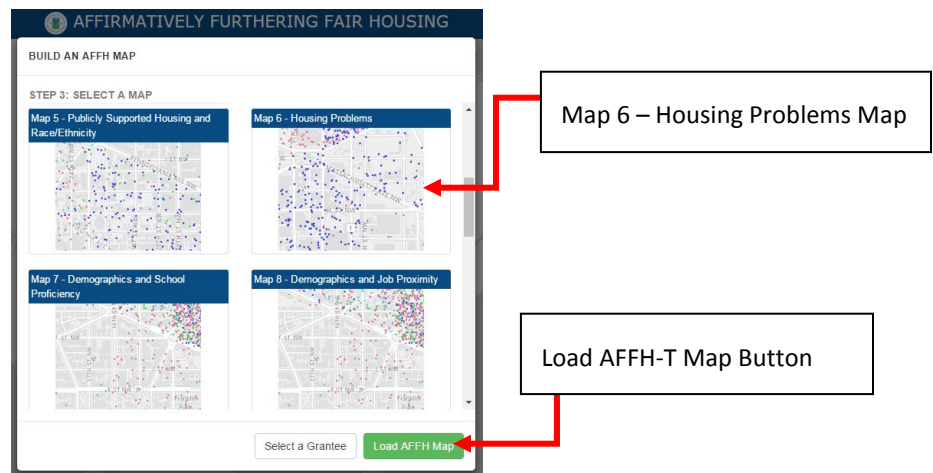 AFFIRMATIVELY FURTHERING FAIR HOUSING
BUILD AN AFFH MAP
STEP 3: SELECT A MAP
Map 5 - Publicly Supported Housing and
Race/Ethnicity
Map 6 - Housing Problems
Map 7 - Demographics and School
Proficiency
Map 8 - Demographics and Job Proximity
Select a Grantee
Load AFFH Map
Map 6 – Housing Problems Map
Load AFFH-T Map Button